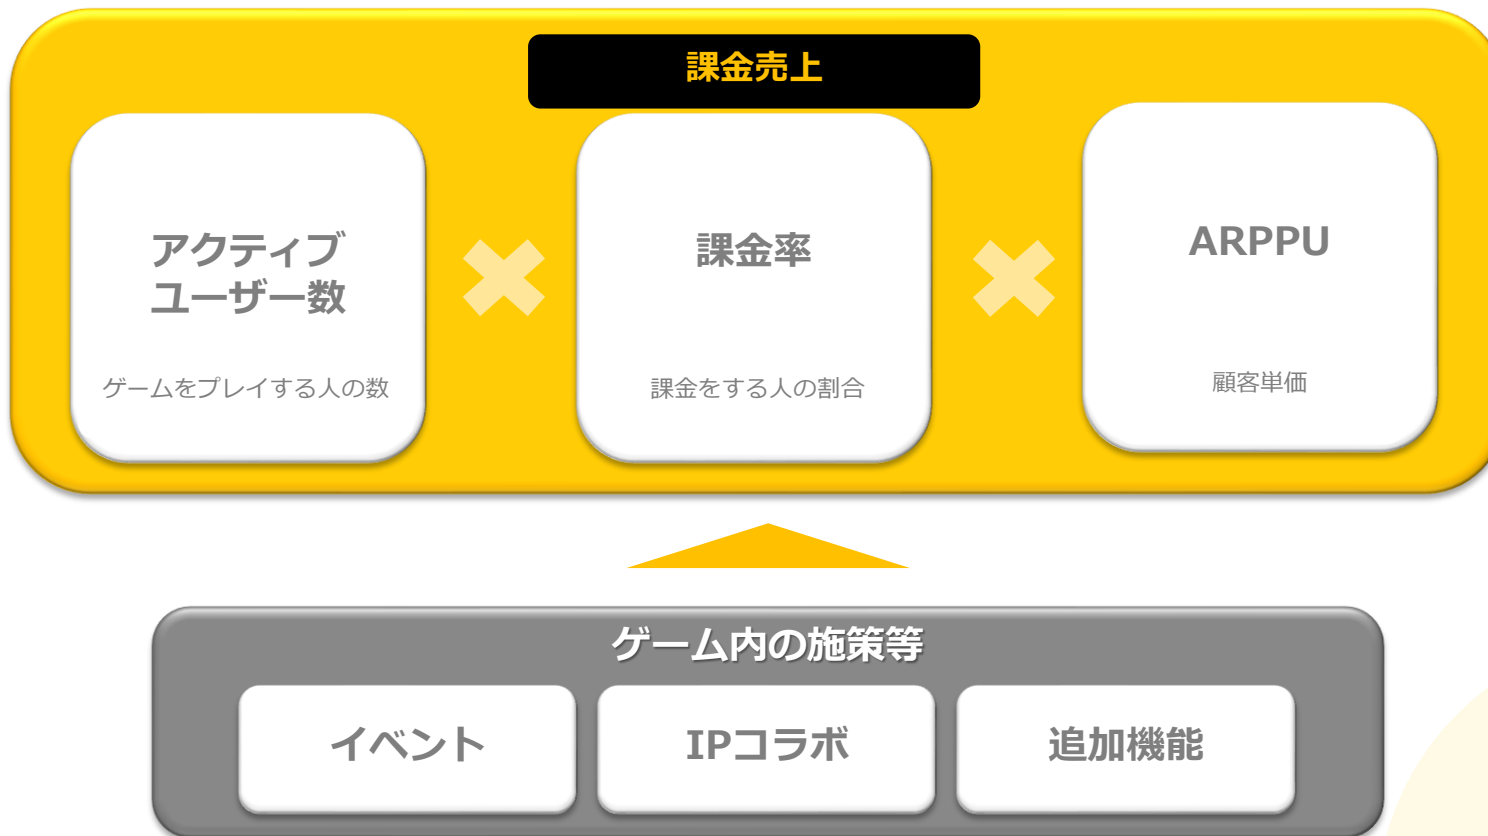 課金売上
アクティブ
ユーザー数
ゲームをプレイする人の数
課金率
課金をする人の割合
ARPPU
顧客単価
ゲーム内の施策等
イベント
IPコラボ
追加機能